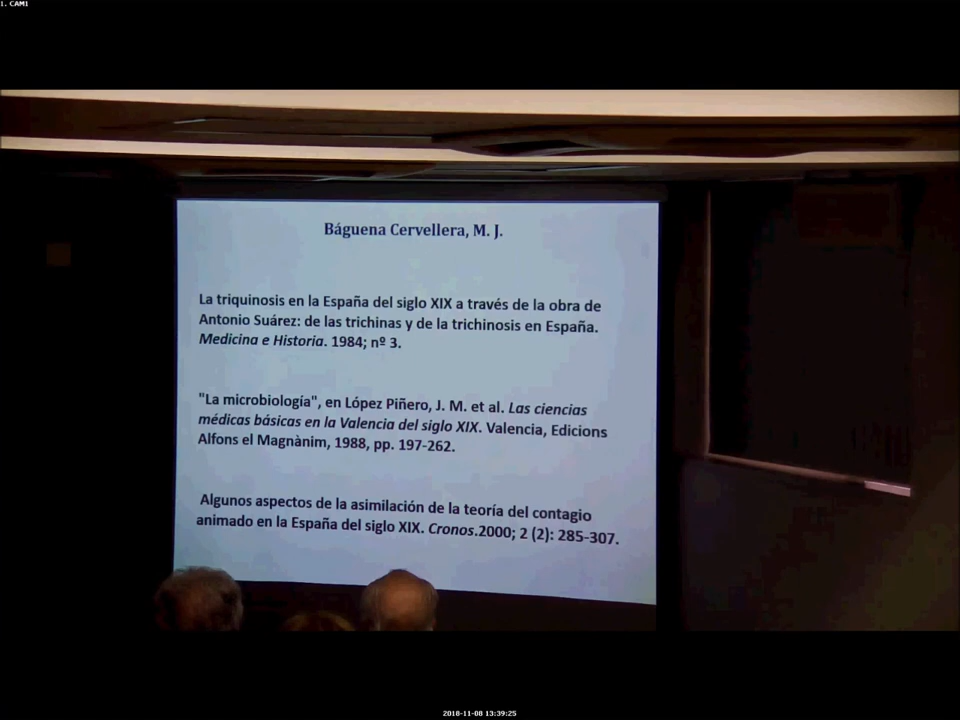 1. CAM1
Báguena Cervellera, M. J.
La triquinosis en la España del siglo XIX a través de la obra de
Antonio Suárez: de las trichinas y de la trichinosis en España.
Medicina e Historia. 1984; nº 3.
"La microbiología", en López Piñero, J. M. et al. Las ciencias
médicas básicas en la Valencia del siglo XIX. Valencia, Edicions
Alfons el Magnànim, 1988, pp. 197-262.
Algunos aspectos de la asimilación de la teoría del contagio
animado en la España del siglo XIX. Cronos.2000; 2 (2): 285-307.
2018-11-08 13:39:25